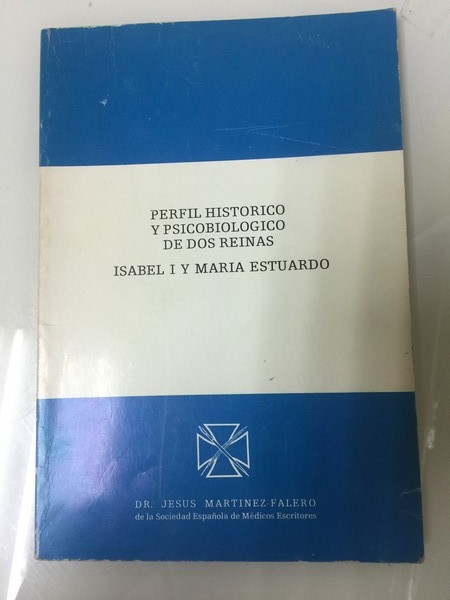 PERFIL HISTORICO
Y PSICOBIOLOGICO
DE DOS REINAS
ISABEL I Y MARIA ESTUARDO
DR. JESUS MARTINEZ-FALERO
de la Sociedad Española de Médicos Escritores